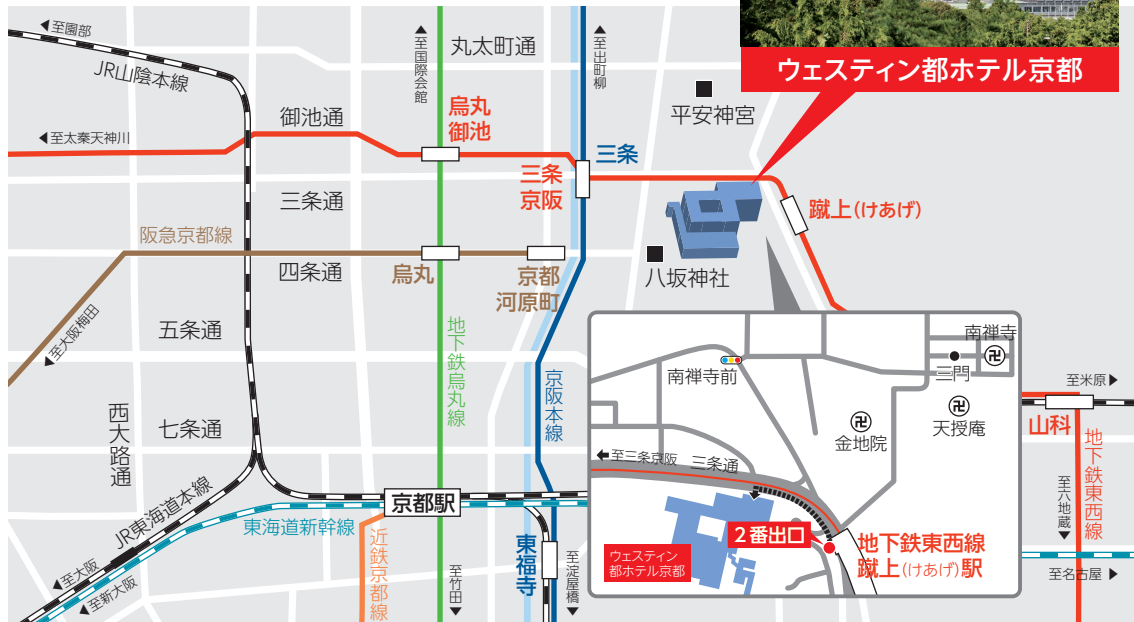 至園部
JR山陰本線
至国際会館
丸太町通
至出町柳
ウェスティン都ホテル京都
平安神宮
御池通
烏丸
御池
至太秦天神川
三条
京阪
三条
三条通
蹴上(けあげ)
阪急京都線
四条通
烏丸
京都
河原町
八坂神社
至大阪梅田
五条通
地下鉄烏丸線
京阪本線
西大路通
七条通
JR東海道本線
京都駅
東海道新幹線
近鉄京都線
東福寺
至大阪
至新大阪
至竹田
至淀屋橋
南禅寺
卍
三門
南禅寺前
卍
天授庵
卍
金地院
至三条京阪
三条通
2番出口
ウェスティン
都ホテル京都
地下鉄東西線
蹴上(けあげ)駅
至米原
山科
地下鉄東西線
至六地蔵
至名古屋